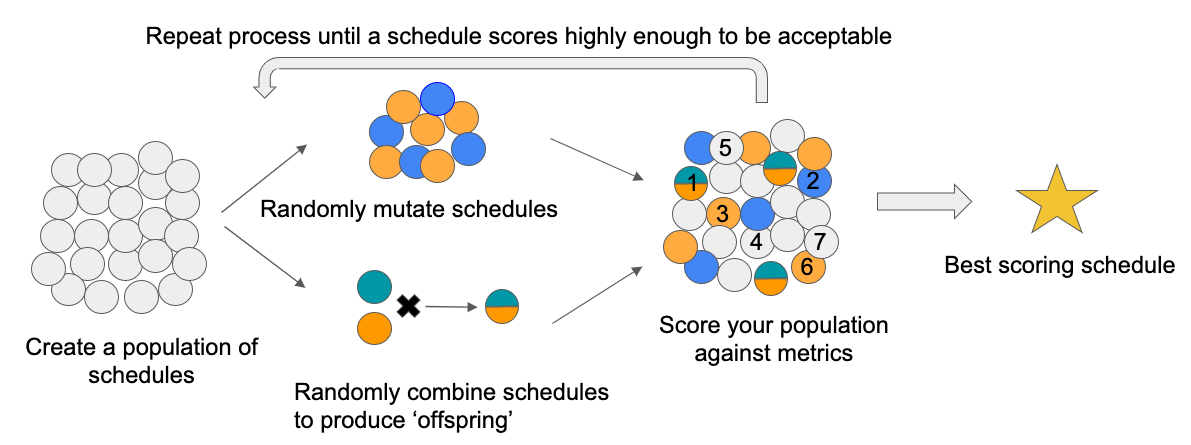 Repeat process until a schedule scores highly enough to be acceptable
5
1
2
Randomly mutate schedules
3
4
7
6
Best scoring schedule
Score your population
against metrics
Create a population of
schedules
Randomly combine schedules
to produce ‘offspring’